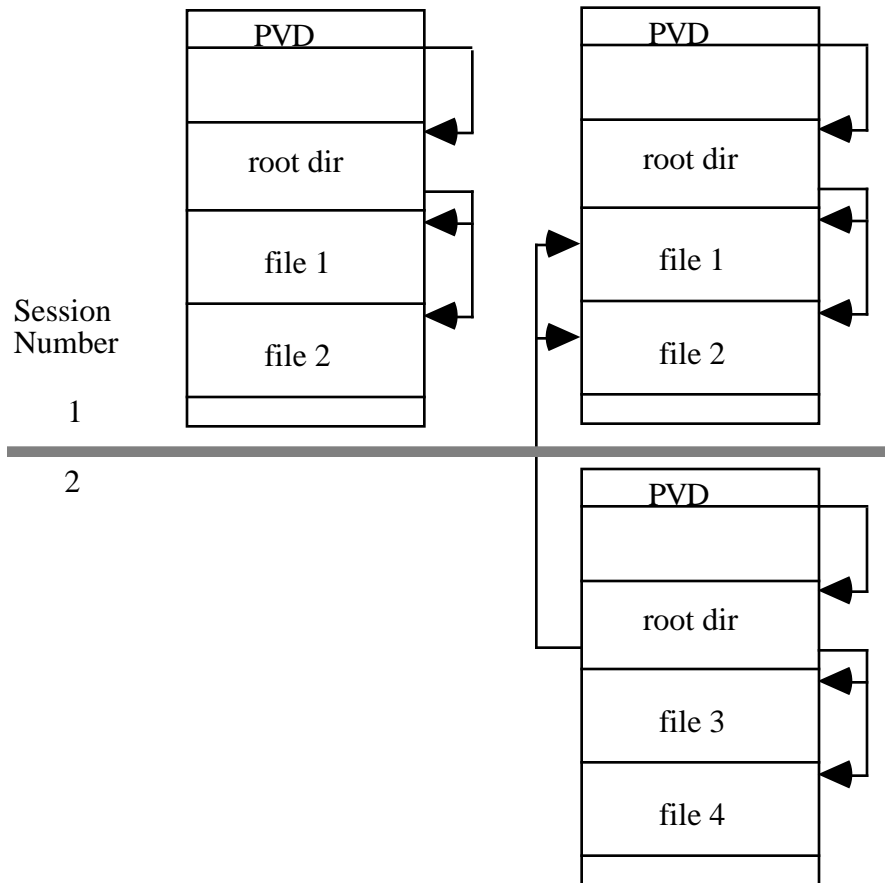 PVD
root dir
file 1
file 2
PVD
root dir
file 1
file 2
Session
Number
1
2
PVD
root dir
file 3
file 4